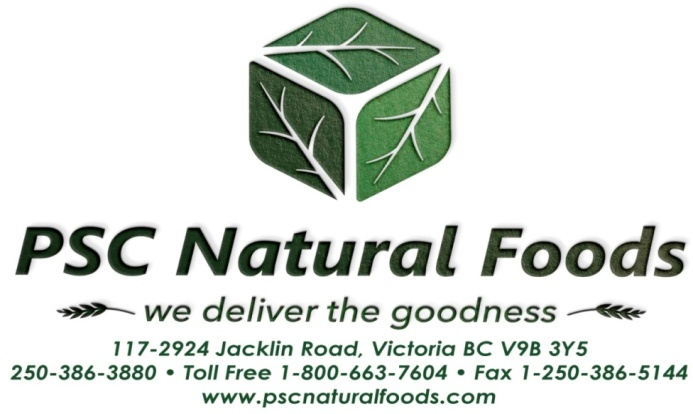 PSC Natural Foods
we deliver the goodness
117-2924 Jacklin Road, Victoria BC V9B 3Y5
250-386-3880 • Toll Free 1-800-663-7604 • Fax 1-250-386-5144
www.pscnaturalfoods.com